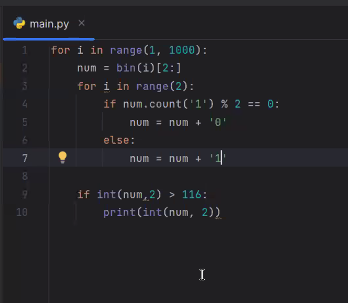 main.py
1 for i in range(1, 1000):
2     num = bin(i)[2:]
3     for i in range(2):
4         if num.count('1') % 2 == 0:
5             num = num + '0'
6         else:
7             num = num + '1'
8
9     if int(num,2) > 116:
10         print(int(num, 2))